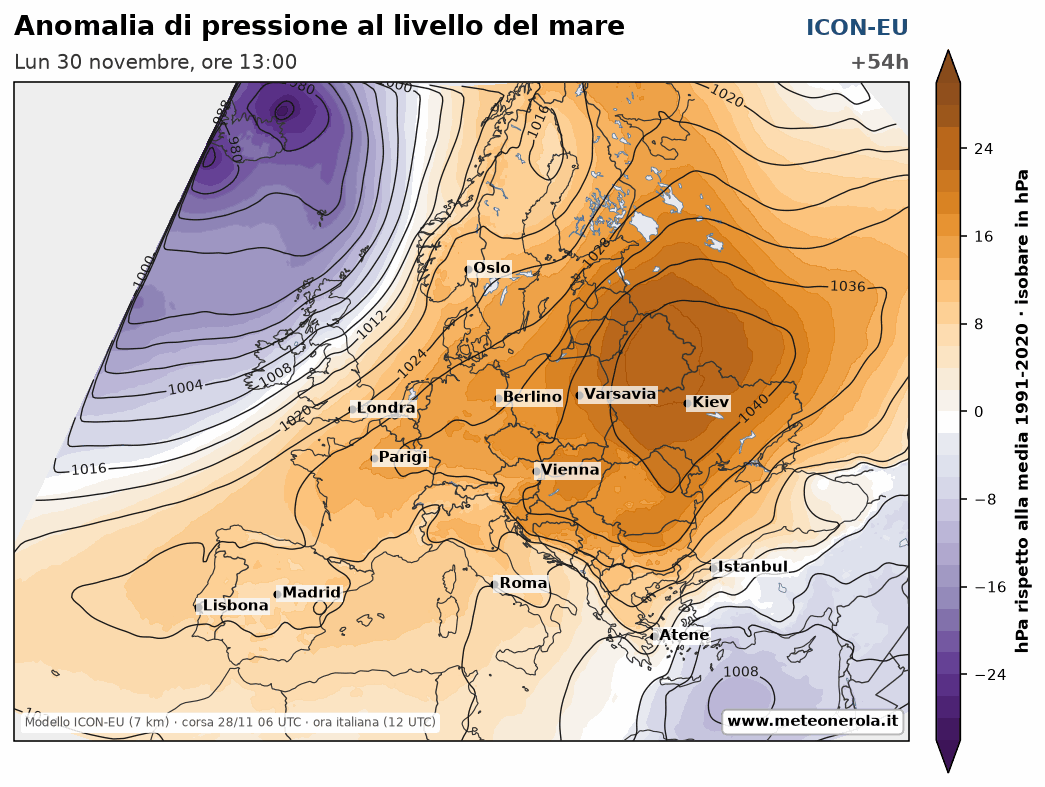 Anomalia di pressione al livello del mare
ICON-EU
Lun 30 novembre, ore 13:00
+54h
988
980
980
1000
1016
1020
1000
1028
1036
1012
1024
1004
1008
1020
1040
1016
1008
Oslo
Berlino
Varsavia
Kiev
Londra
Parigi
Vienna
Istanbul
Roma
Madrid
Lisbona
Atene
24
16
8
0
−8
−16
−24
hPa rispetto alla media 1991-2020 · isobare in hPa
Modello ICON-EU (7 km) · corsa 28/11 06 UTC · ora italiana (12 UTC)
www.meteonerola.it